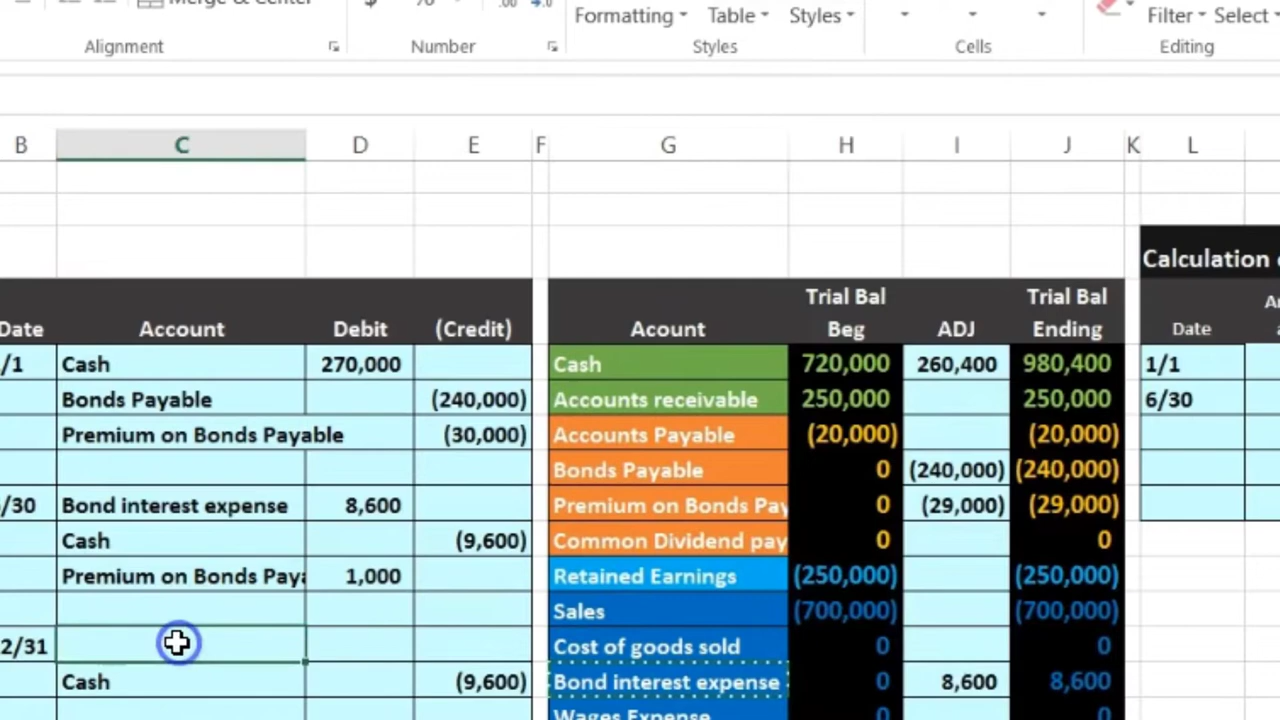 Merge & Center
$ %
.00
Formatting Table Styles
Filter Select
Alignment Number Styles Cells Editing
B C D E F G H I J K L
Calculation
Date Account Debit (Credit)
Acount Trial Bal Beg ADJ Trial Bal Ending
Date
/1 Cash 270,000
Cash 720,000 260,400 980,400
1/1
Bonds Payable (240,000)
Accounts receivable 250,000 250,000
6/30
Premium on Bonds Payable (30,000)
Accounts Payable (20,000) (20,000)
Bonds Payable 0 (240,000) (240,000)
/30 Bond interest expense 8,600
Premium on Bonds Pay 0 (29,000) (29,000)
Cash (9,600)
Common Dividend pay 0 0
Premium on Bonds Paya 1,000
Retained Earnings (250,000) (250,000)
Sales (700,000) (700,000)
2/31
Cost of goods sold 0 0
Cash (9,600)
Bond interest expense 0 8,600 8,600
Wages Expense